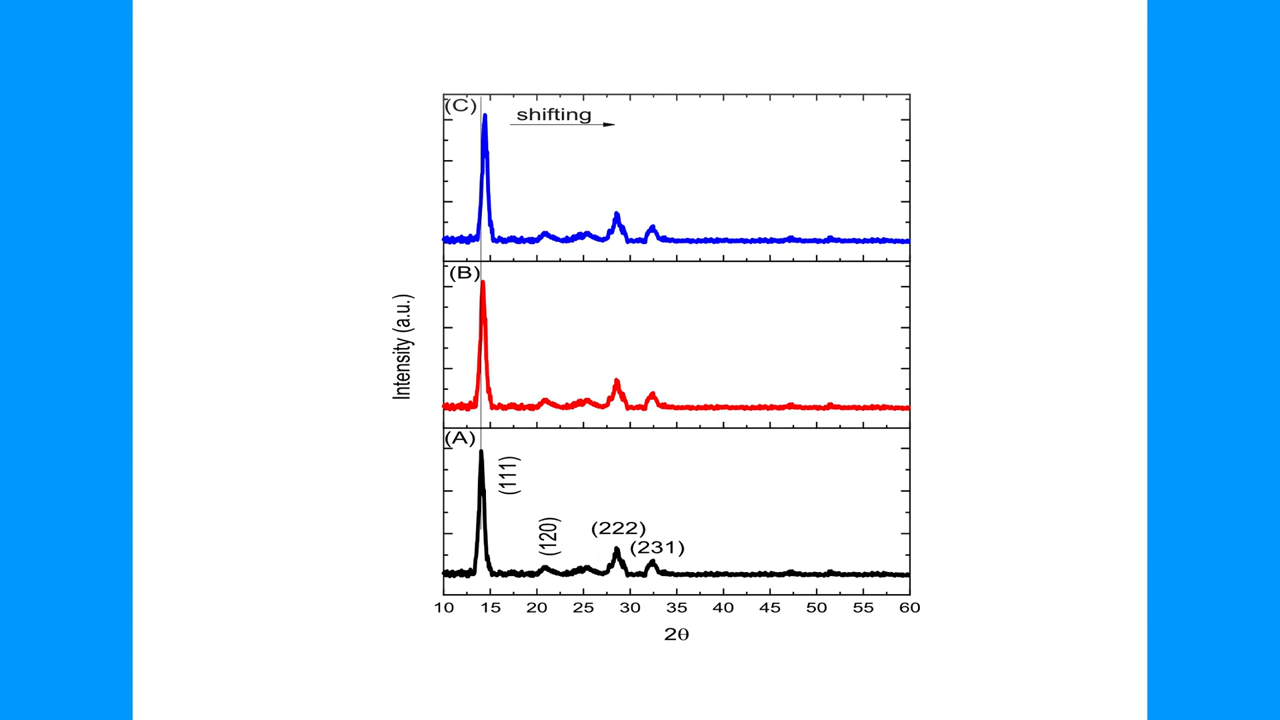 (C)
shifting
(B)
Intensity (a.u.)
(A)
(111)
(120)
(222)
(231)
10 15 20 25 30 35 40 45 50 55 60
2θ